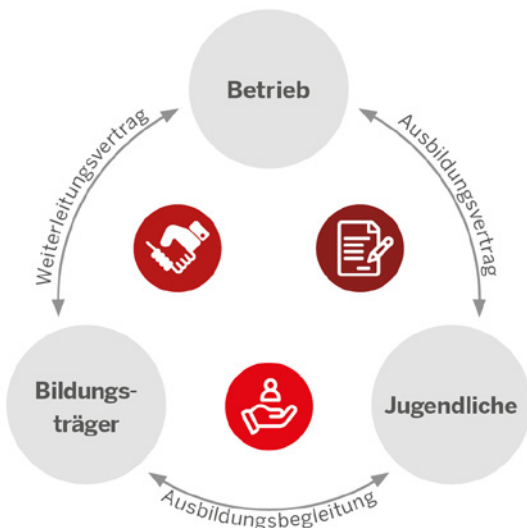 Betrieb
Weiterleitungsvertrag
Ausbildungsvertrag
Bildungs-
träger
Jugendliche
Ausbildungsbegleitung